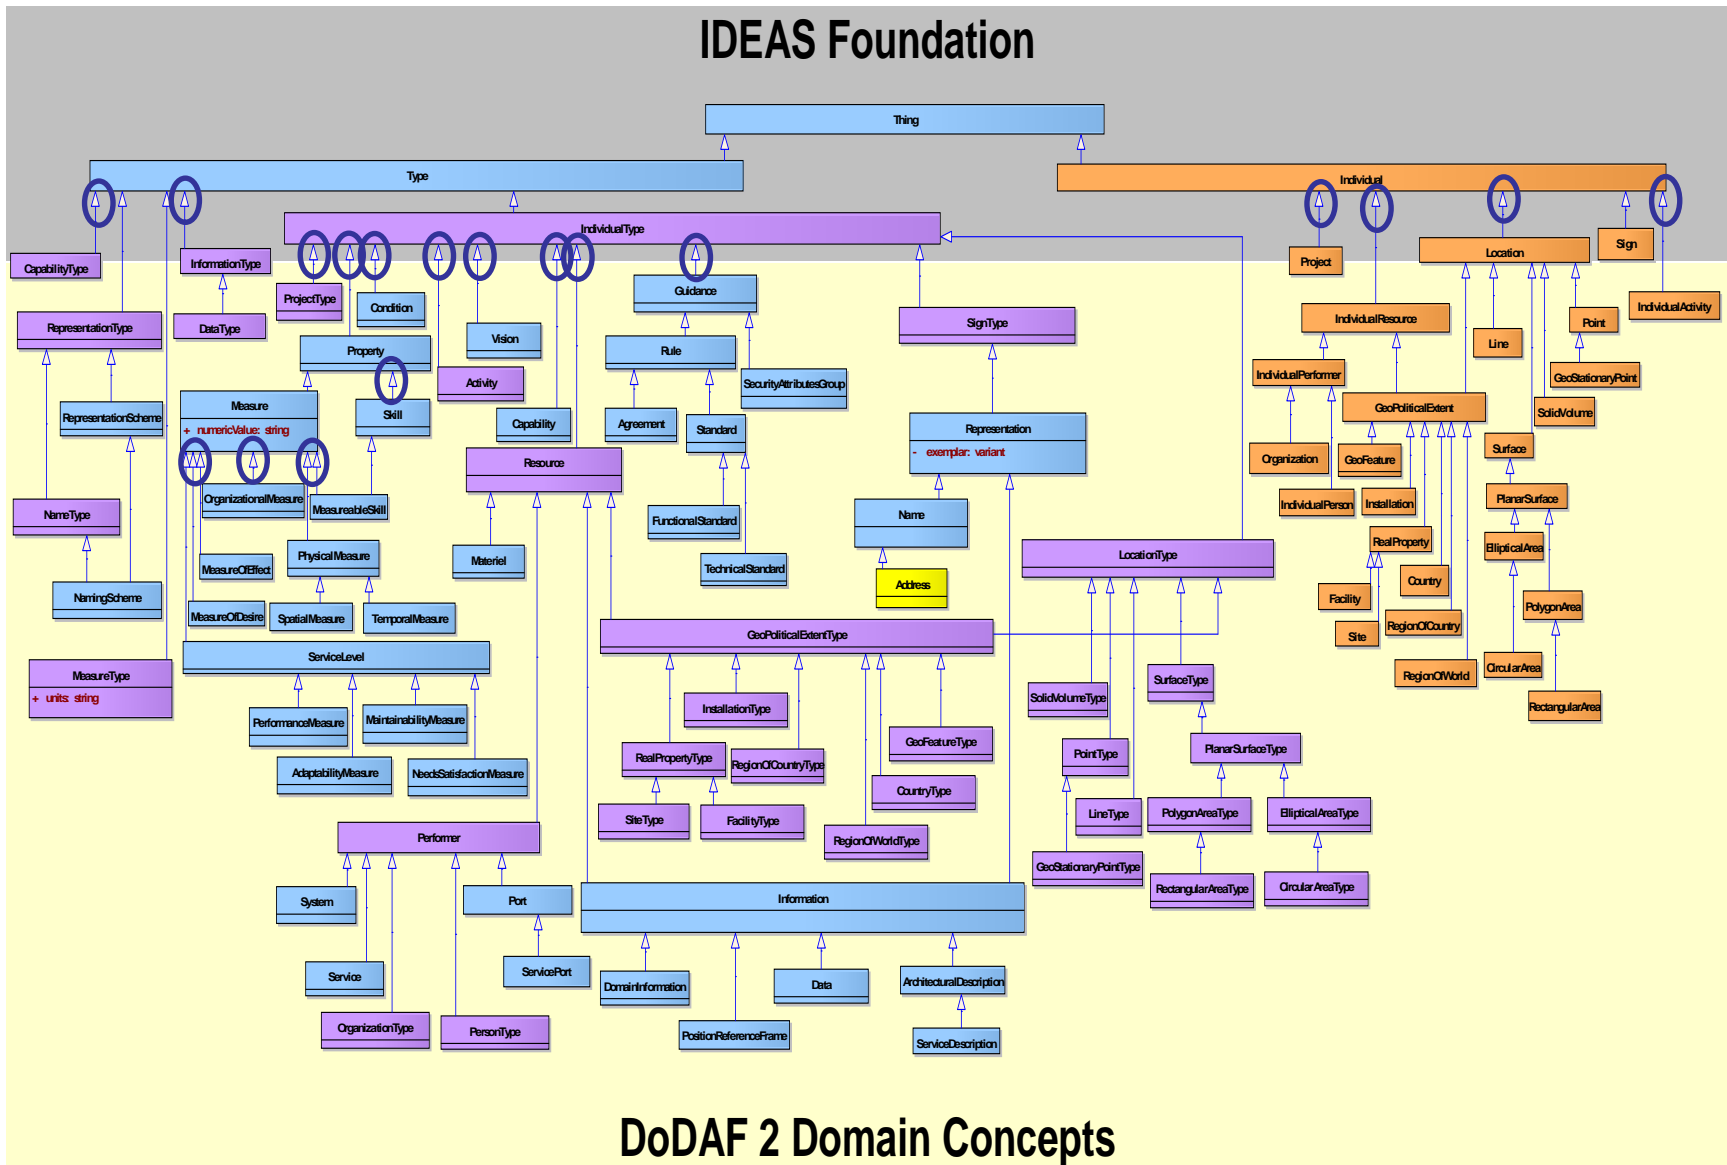 IDEAS Foundation
Thing
Type
Individual
IndividualType
CapabilityType
InformationType
Project
Location
Sign
ProjectType
Condition
Guidance
IndividualActivity
RepresentationType
DataType
SignType
IndividualResource
Point
Vision
Property
Rule
Line
Activity
SecurityAttributesGroup
IndividualPerformer
GeoStationaryPoint
RepresentationScheme
Measure
+ numericValue: string
Skill
Capability
Agreement
Standard
Representation
- exemplar: variant
GeoPoliticalExtent
SolidVolume
Surface
Resource
Organization
GeoFeature
OrganizationalMeasure
MeasureableSkill
IndividualPerson
Installation
PlanarSurface
NameType
FunctionalStandard
Name
RealProperty
EllipticalArea
PhysicalMeasure
Materiel
LocationType
MeasureOfEffect
TechnicalStandard
Address
Country
NamingScheme
Facility
PolygonArea
MeasureOfDesire
SpatialMeasure
TemporalMeasure
GeoPoliticalExtentType
Site
RegionOfCountry
ServiceLevel
MeasureType
+ units: string
SurfaceType
RegionOfWorld
CircularArea
SolidVolumeType
InstallationType
RectangularArea
PerformanceMeasure
MaintainabilityMeasure
GeoFeatureType
RealPropertyType
RegionOfCountryType
PointType
PlanarSurfaceType
AdaptabilityMeasure
NeedsSatisfactionMeasure
CountryType
SiteType
FacilityType
LineType
PolygonAreaType
EllipticalAreaType
Performer
RegionOfWorldType
GeoStationaryPointType
RectangularAreaType
CircularAreaType
System
Port
Information
Service
ServicePort
DomainInformation
Data
ArchitecturalDescription
OrganizationType
PersonType
PositionReferenceFrame
ServiceDescription
DoDAF 2 Domain Concepts